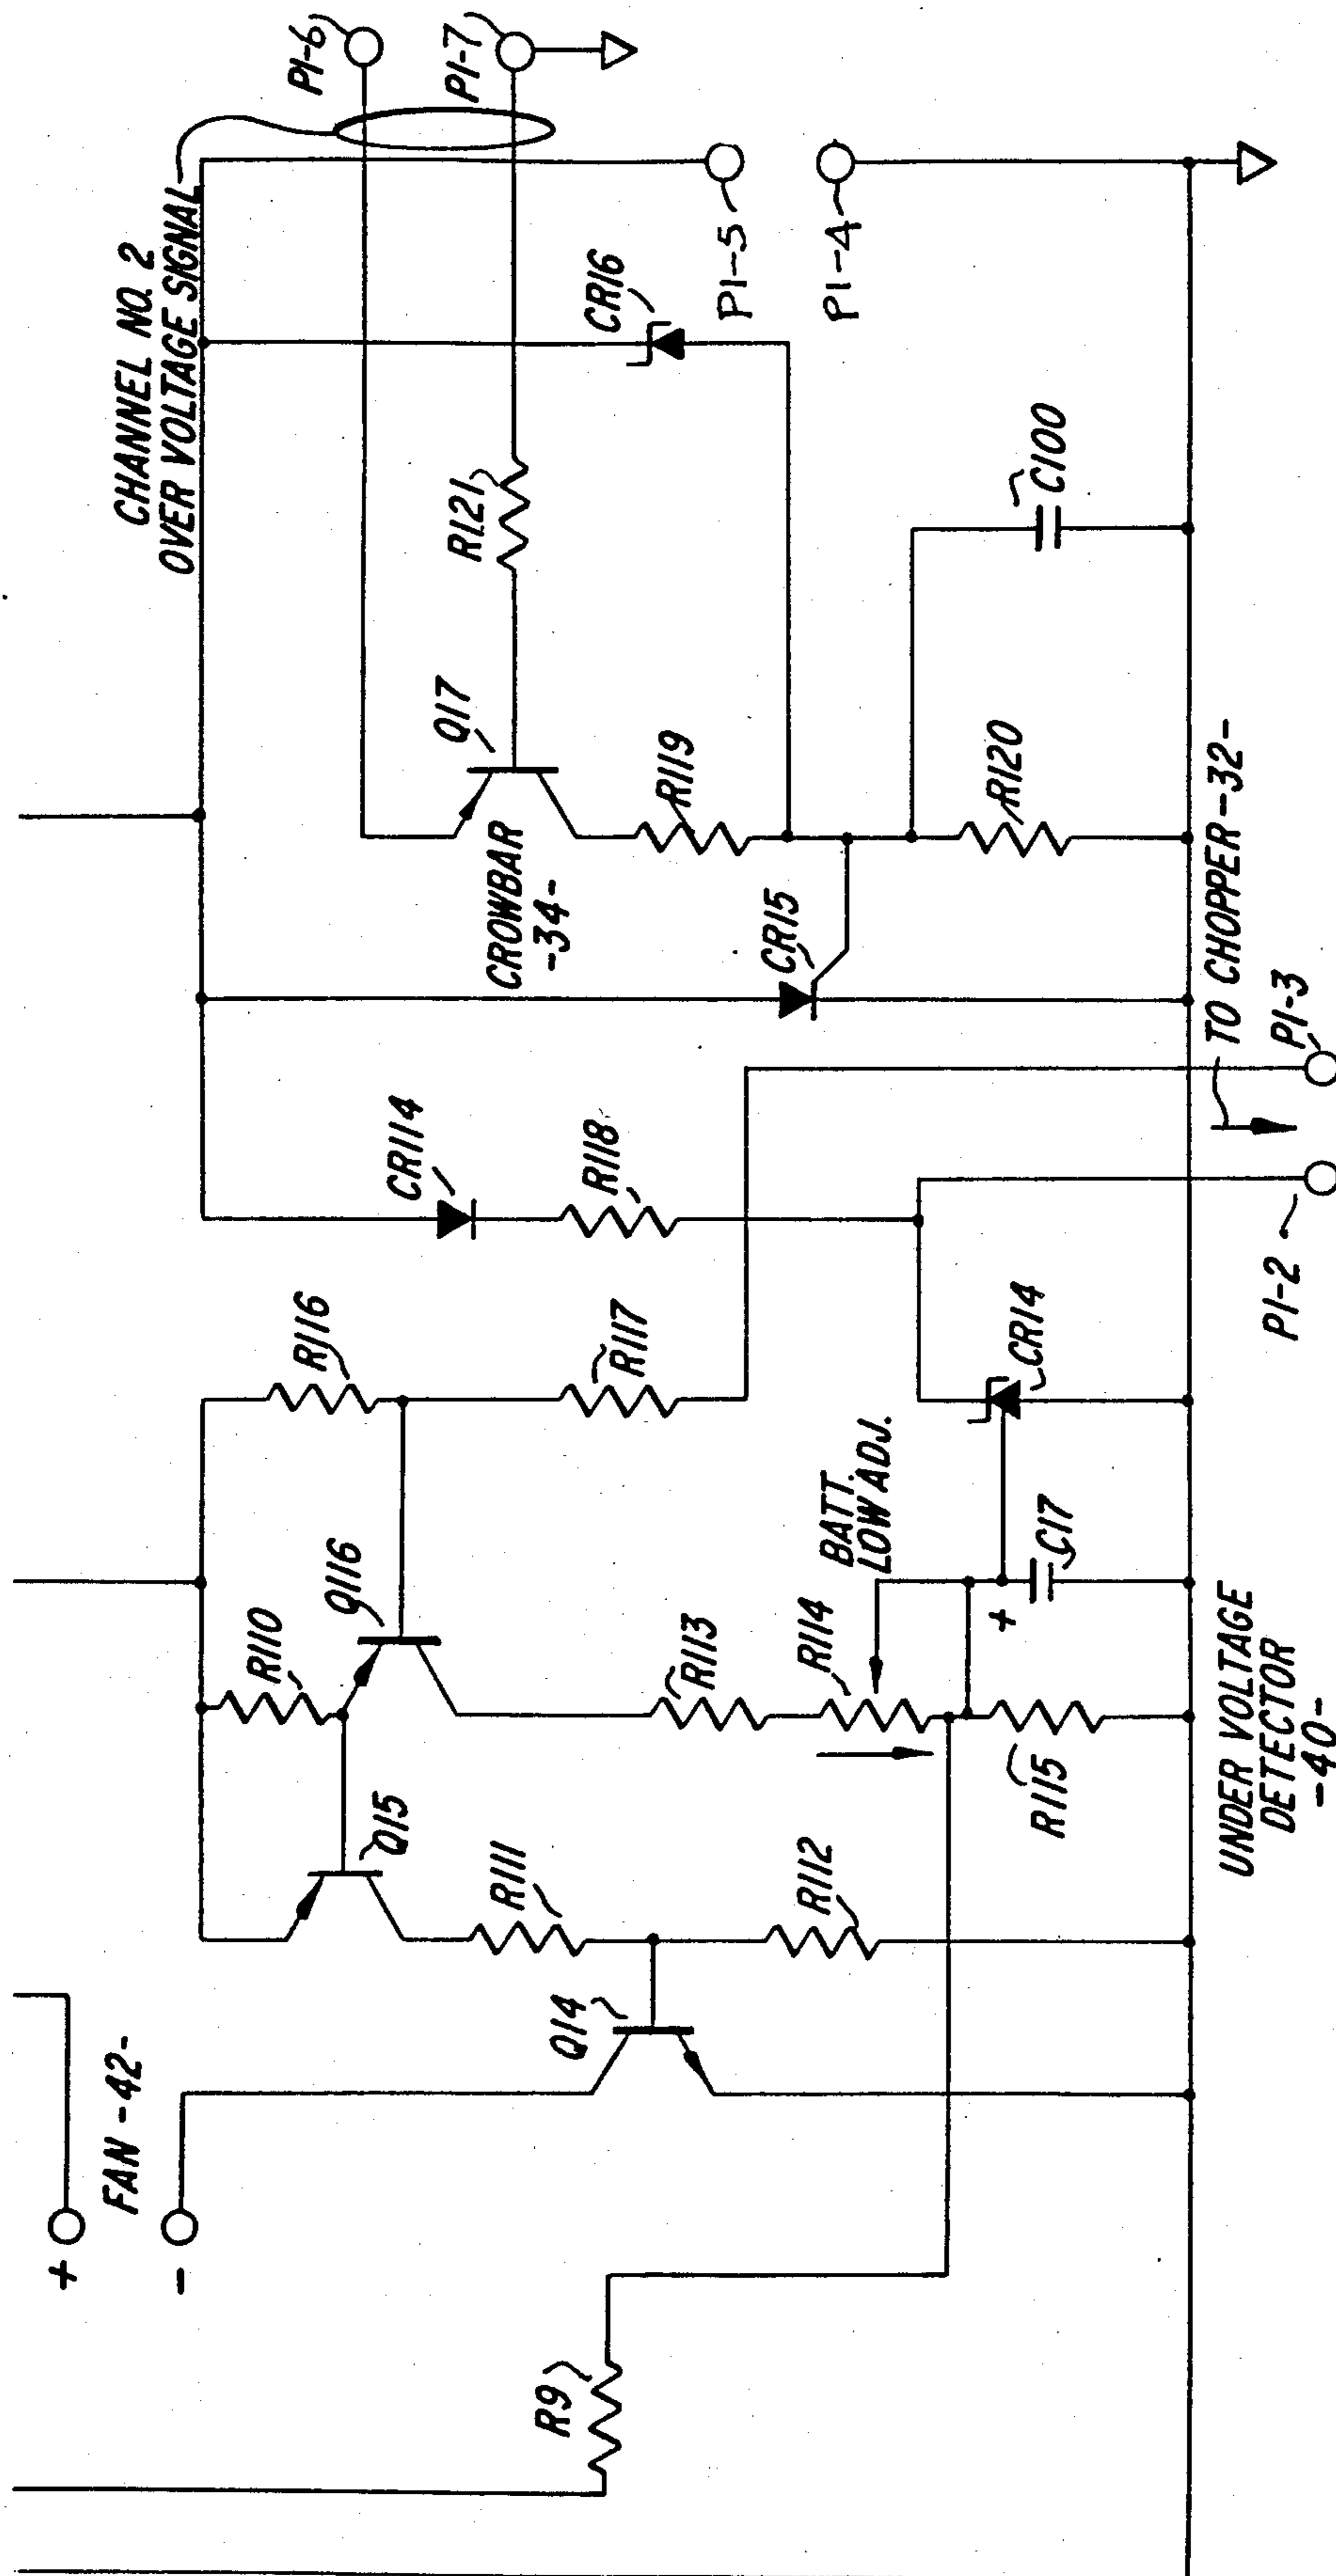 CHANNEL NO. 2
OVER VOLTAGE SIGNAL
P1-6
P1-7
P1-5
P1-4
CR16
R121
C100
Q17
R119
R120
CROWBAR
-34-
CR15
TO CHOPPER -32-
P1-3
CR114
R118
P1-2
R116
R117
CR14
BATT.
LOW ADJ.
Q116
C17
+
R110
R113
R114
R115
UNDER VOLTAGE
DETECTOR
-40-
Q15
R111
R112
Q14
FAN -42-
+
-
R9